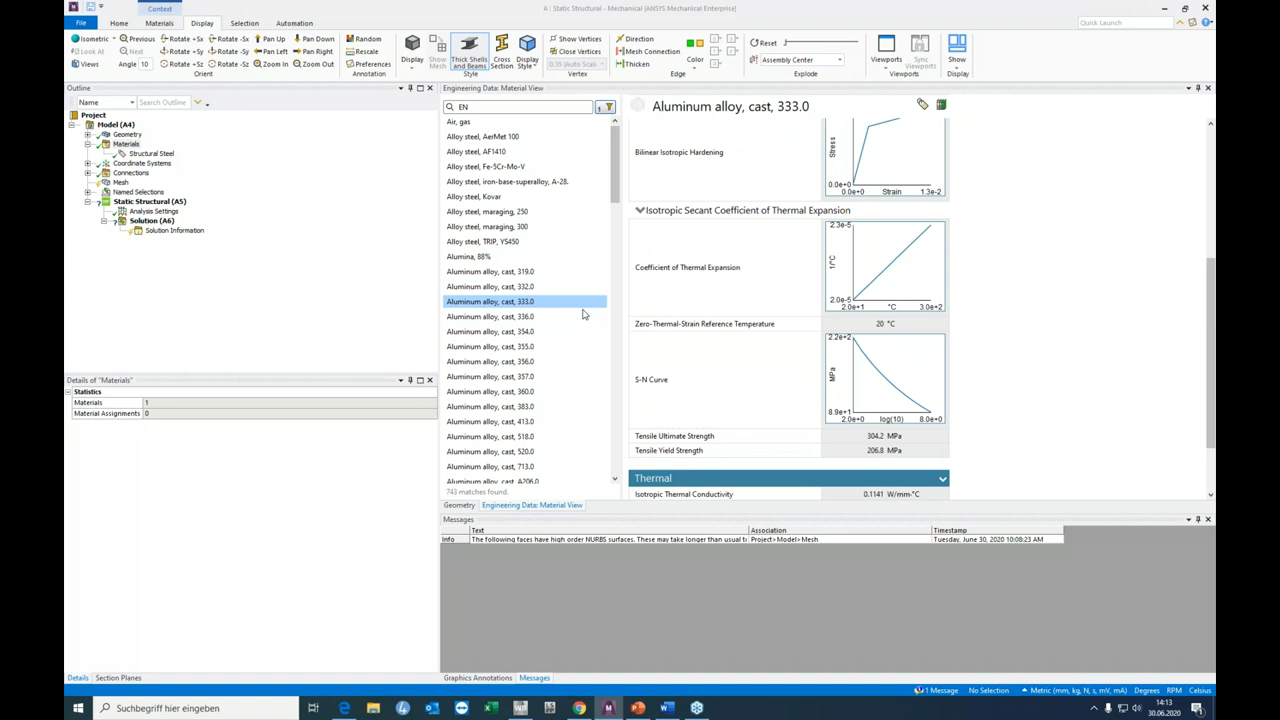 Context
A : Static Structural - Mechanical [ANSYS Mechanical Enterprise]
File Home Materials Display Selection Automation Quick Launch
Isometric Previous Rotate +Sx Rotate -Sx Pan Up Pan Down
Look At Next Rotate +Sy Rotate -Sy Pan Left Pan Right
Views Angle 10 Rotate +Sz Rotate -Sz Zoom In Zoom Out
Orient
Random
Rescale
Preferences
Annotation
Display
Show Mesh
Thick Shells and Beams
Cross Section
Display Style
Style
Show Vertices
Close Vertices
0.35 (Auto Scale)
Vertex
Direction
Mesh Connection
Thicken
Color
Edge
Reset
Assembly Center
Explode
Viewports
Sync Viewports
Viewports
Show
Display
Outline
Name Search Outline
Project
Model (A4)
Geometry
Materials
Structural Steel
Coordinate Systems
Connections
Mesh
Named Selections
Static Structural (A5)
Analysis Settings
Solution (A6)
Solution Information
Details of "Materials"
Statistics
Materials 1
Material Assignments 0
Details Section Planes
Engineering Data: Material View
EN
Air, gas
Alloy steel, AerMet 100
Alloy steel, AF1410
Alloy steel, Fe-5Cr-Mo-V
Alloy steel, iron-base-superalloy, A-28.
Alloy steel, Kovar
Alloy steel, maraging, 250
Alloy steel, maraging, 300
Alloy steel, TRIP, YS450
Alumina, 88%
Aluminum alloy, cast, 319.0
Aluminum alloy, cast, 332.0
Aluminum alloy, cast, 333.0
Aluminum alloy, cast, 336.0
Aluminum alloy, cast, 354.0
Aluminum alloy, cast, 355.0
Aluminum alloy, cast, 356.0
Aluminum alloy, cast, 357.0
Aluminum alloy, cast, 360.0
Aluminum alloy, cast, 383.0
Aluminum alloy, cast, 413.0
Aluminum alloy, cast, 518.0
Aluminum alloy, cast, 520.0
Aluminum alloy, cast, 713.0
Aluminum alloy, cast, A206.0
743 matches found.
Aluminum alloy, cast, 333.0
Bilinear Isotropic Hardening
Stress
0.0e+0
0.0e+0 Strain 1.3e-2
Isotropic Secant Coefficient of Thermal Expansion
Coefficient of Thermal Expansion
2.3e-5
1/°C
2.0e-5
2.0e+1 °C 3.0e+2
Zero-Thermal-Strain Reference Temperature 20 °C
S-N Curve
2.2e+2
MPa
8.9e+1
2.0e+0 log(10) 8.0e+0
Tensile Ultimate Strength 304.2 MPa
Tensile Yield Strength 206.8 MPa
Thermal
Isotropic Thermal Conductivity 0.1141 W/mm·°C
Geometry Engineering Data: Material View
Messages
Text Association Timestamp
Info The following faces have high order NURBS surfaces. These may take longer than usual t Project>Model>Mesh Tuesday, June 30, 2020 10:08:23 AM
Graphics Annotations Messages
1 Message No Selection Metric (mm, kg, N, s, mV, mA) Degrees RPM Celsius
Suchbegriff hier eingeben
14:13
30.06.2020